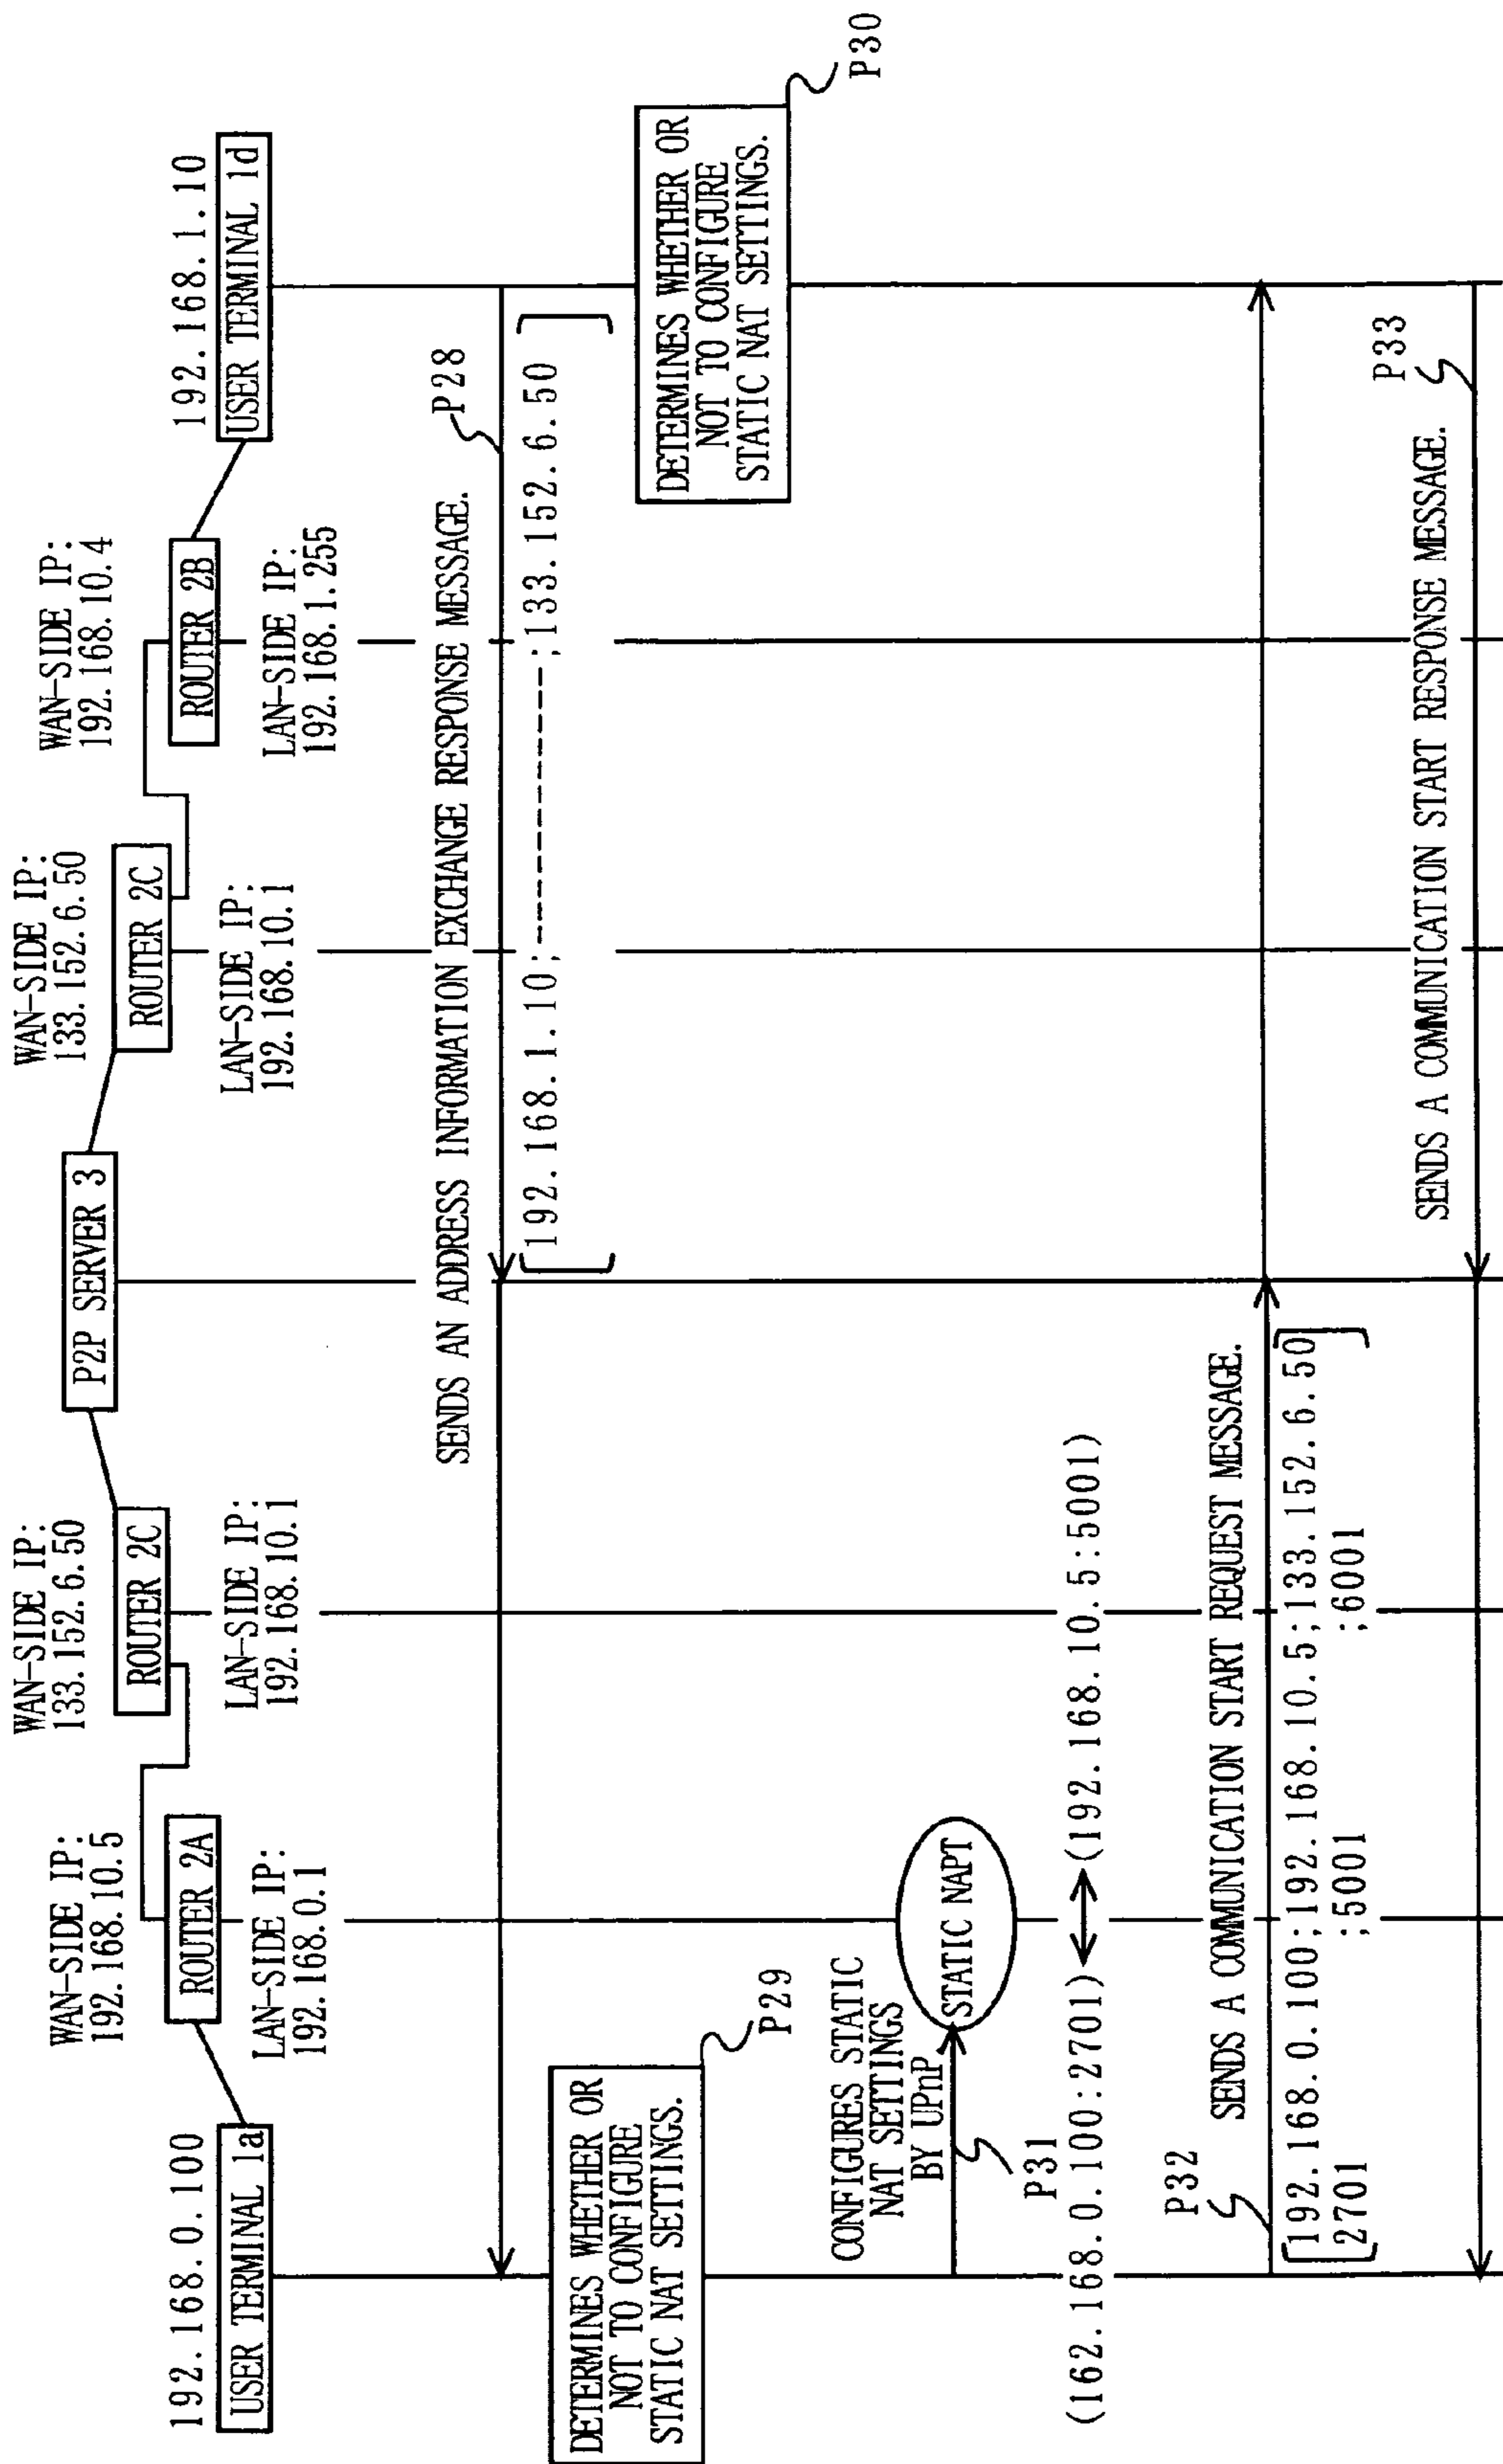 192.168.0.100
USER TERMINAL 1a
WAN-SIDE IP:
192.168.10.5
ROUTER 2A
LAN-SIDE IP:
192.168.0.1
WAN-SIDE IP:
133.152.6.50
ROUTER 2C
LAN-SIDE IP:
192.168.10.1
P2P SERVER 3
WAN-SIDE IP:
133.152.6.50
ROUTER 2C
LAN-SIDE IP:
192.168.10.1
WAN-SIDE IP:
192.168.10.4
ROUTER 2B
LAN-SIDE IP:
192.168.1.255
192.168.1.10
USER TERMINAL 1d
SENDS AN ADDRESS INFORMATION EXCHANGE RESPONSE MESSAGE.
P28
[192.168.1.10;-----------;133.152.6.50]
DETERMINES WHETHER OR
NOT TO CONFIGURE
STATIC NAT SETTINGS.
P29
DETERMINES WHETHER OR
NOT TO CONFIGURE
STATIC NAT SETTINGS.
P30
CONFIGURES STATIC
NAT SETTINGS
BY UPnP
STATIC NAPT
P31
(162.168.0.100:2701)⟷(192.168.10.5:5001)
P32
SENDS A COMMUNICATION START REQUEST MESSAGE.
[192.168.0.100;192.168.10.5;133.152.6.50
2701 ;5001 ;6001]
SENDS A COMMUNICATION START RESPONSE MESSAGE.
P33